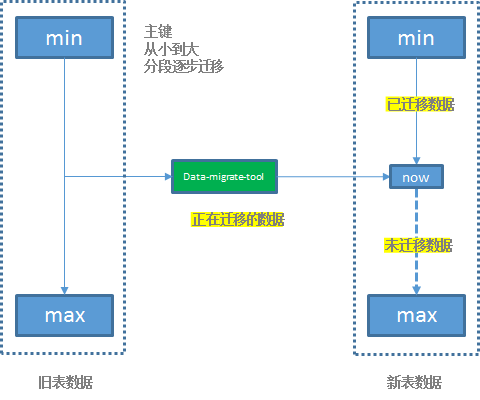 min
主键
从小到大
分段逐步迁移
min
已迁移数据
Data-migrate-tool
now
正在迁移的数据
未迁移数据
max
max
旧表数据
新表数据